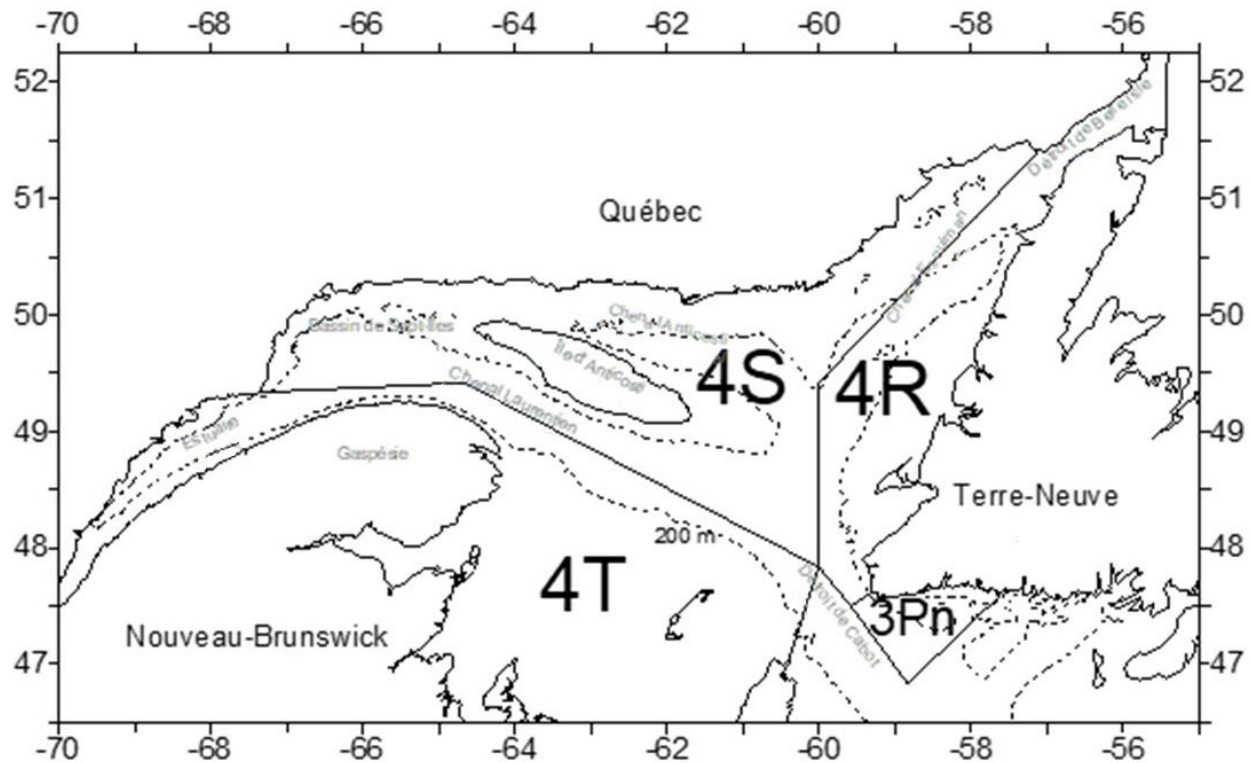 -70 -68 -66 -64 -62 -60 -58 -56
52 52
Détroit de Belle Isle
51 51
Québec
Chenal Esquiman
50 50
Bassin de Sept-Iles
Chenal Anticosti
Île d'Anticosti
4S
4R
Chenal Laurentien
49 49
Estuaire
Gaspésie
Terre-Neuve
48 48
200 m
4T
Détroit de Cabot
3Pn
Nouveau-Brunswick
47 47
-70 -68 -66 -64 -62 -60 -58 -56